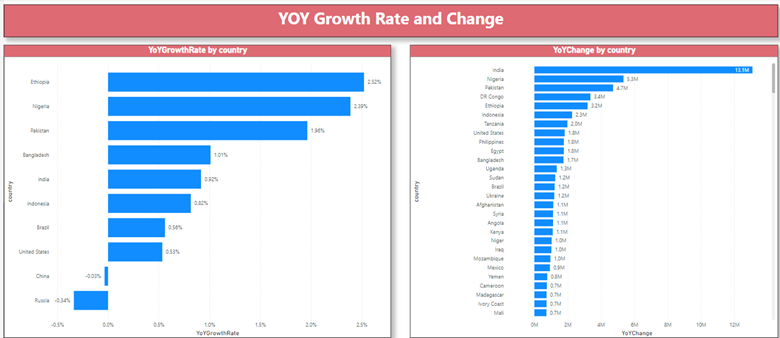 YOY Growth Rate and Change
YoYGrowthRate by country
country
Ethiopia 2.52%
Nigeria 2.39%
Pakistan 1.96%
Bangladesh 1.01%
India 0.92%
Indonesia 0.82%
Brazil 0.56%
United States 0.53%
China -0.03%
Russia -0.34%
-0.5% 0.0% 0.5% 1.0% 1.5% 2.0% 2.5%
YoYGrowthRate
YoYChange by country
country
India 13.1M
Nigeria 5.3M
Pakistan 4.7M
DR Congo 3.4M
Ethiopia 3.2M
Indonesia 2.3M
Tanzania 2.0M
United States 1.8M
Philippines 1.8M
Egypt 1.8M
Bangladesh 1.7M
Uganda 1.3M
Sudan 1.2M
Brazil 1.2M
Ukraine 1.2M
Afghanistan 1.1M
Syria 1.1M
Angola 1.1M
Kenya 1.1M
Niger 1.0M
Iraq 1.0M
Mozambique 1.0M
Mexico 0.9M
Yemen 0.8M
Cameroon 0.7M
Madagascar 0.7M
Ivory Coast 0.7M
Mali 0.7M
0M 2M 4M 6M 8M 10M 12M
YoYChange